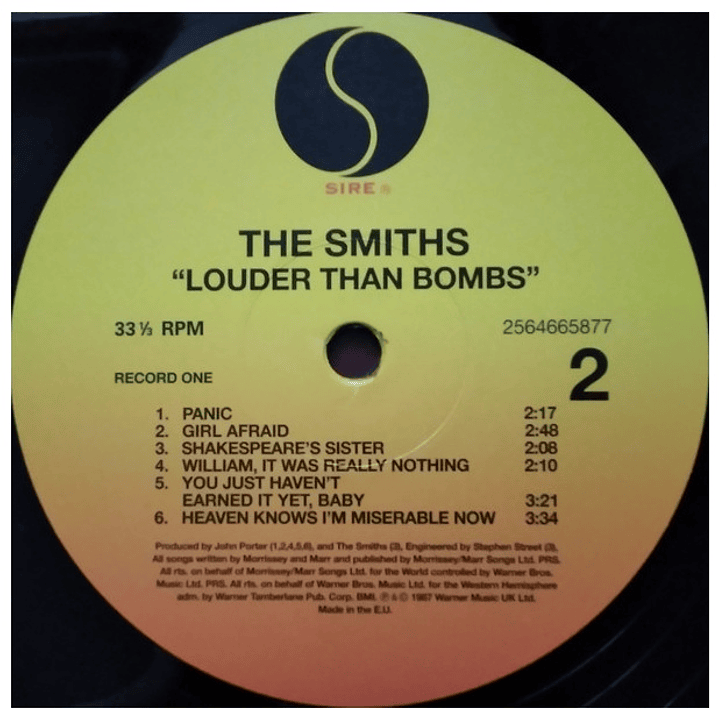 SIRE ®
THE SMITHS
“LOUDER THAN BOMBS”
33 ⅓ RPM 2564665877
2
RECORD ONE
1. PANIC 2:17
2. GIRL AFRAID 2:48
3. SHAKESPEARE'S SISTER 2:08
4. WILLIAM, IT WAS REALLY NOTHING 2:10
5. YOU JUST HAVEN'T
EARNED IT YET, BABY 3:21
6. HEAVEN KNOWS I'M MISERABLE NOW 3:34
Produced by John Porter (1,2,4,5,6), and The Smiths (3), Engineered by Stephen Street (3).
All songs written by Morrissey and Marr and published by Morrissey/Marr Songs Ltd. PRS.
All rts. on behalf of Morrissey/Marr Songs Ltd. for the World controlled by Warner Bros.
Music Ltd. PRS. All rts. on behalf of Warner Bros. Music Ltd. for the Western Hemisphere
adm. by Warner Tamberlane Pub. Corp. BMI. ℗ & © 1987 Warner Music UK Ltd.
Made in the E.U.